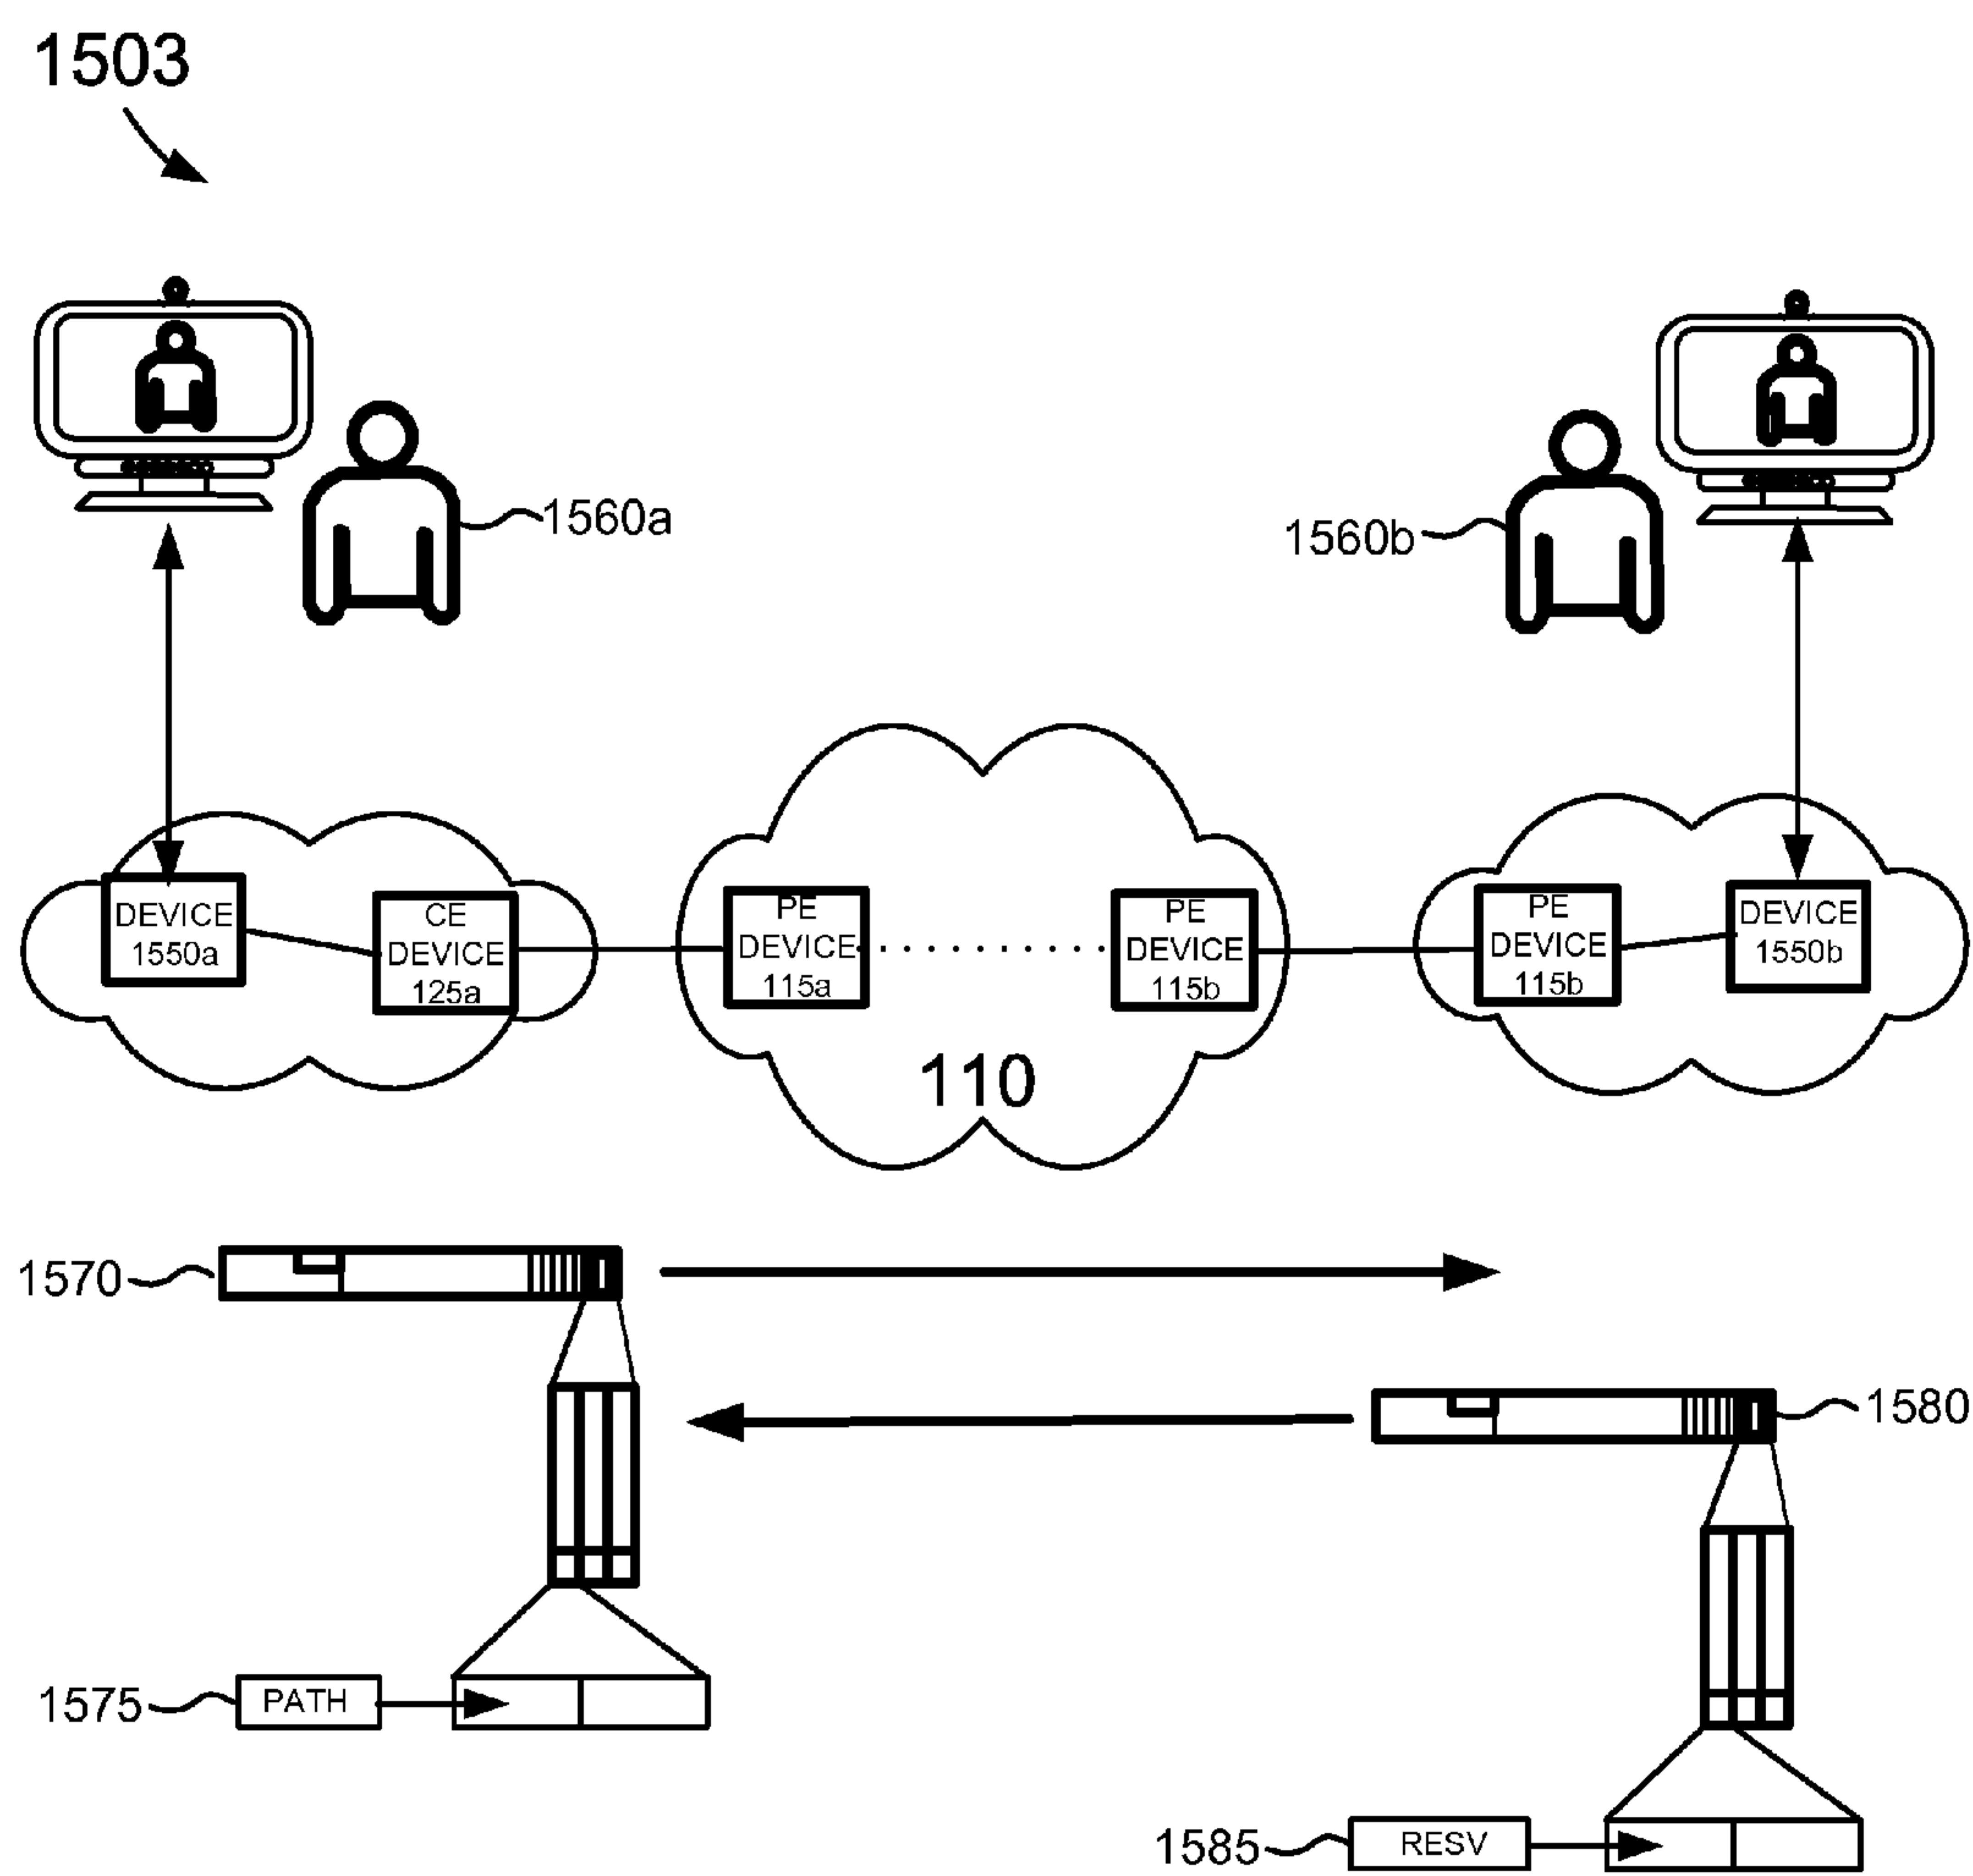 1503
1560a
1560b
DEVICE
1550a
CE
DEVICE
125a
PE
DEVICE
115a
PE
DEVICE
115b
PE
DEVICE
115b
DEVICE
1550b
110
1570
1580
1575
PATH
1585
RESV